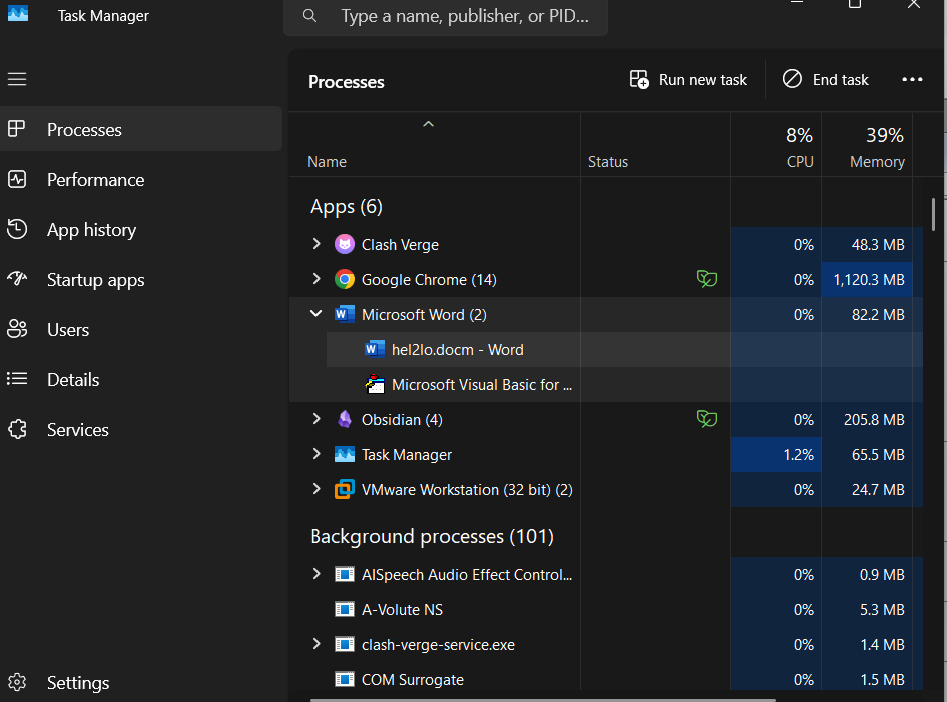 Task Manager
Type a name, publisher, or PID...
Processes
Performance
App history
Startup apps
Users
Details
Services
Settings
Processes
Run new task
End task
Name
Status
8%
CPU
39%
Memory
Apps (6)
Clash Verge 0% 48.3 MB
Google Chrome (14) 0% 1,120.3 MB
Microsoft Word (2) 0% 82.2 MB
hel2lo.docm - Word
Microsoft Visual Basic for ...
Obsidian (4) 0% 205.8 MB
Task Manager 1.2% 65.5 MB
VMware Workstation (32 bit) (2) 0% 24.7 MB
Background processes (101)
AISpeech Audio Effect Control... 0% 0.9 MB
A-Volute NS 0% 5.3 MB
clash-verge-service.exe 0% 1.4 MB
COM Surrogate 0% 1.5 MB